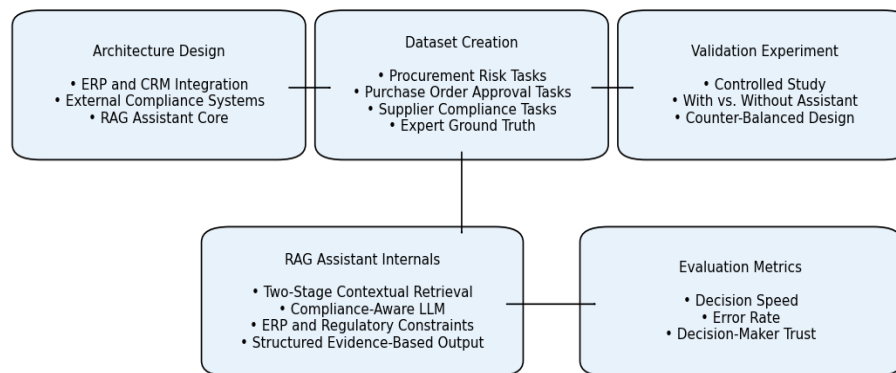 Architecture Design
• ERP and CRM Integration
• External Compliance Systems
• RAG Assistant Core
Dataset Creation
• Procurement Risk Tasks
• Purchase Order Approval Tasks
• Supplier Compliance Tasks
• Expert Ground Truth
Validation Experiment
• Controlled Study
• With vs. Without Assistant
• Counter-Balanced Design
RAG Assistant Internals
• Two-Stage Contextual Retrieval
• Compliance-Aware LLM
• ERP and Regulatory Constraints
• Structured Evidence-Based Output
Evaluation Metrics
• Decision Speed
• Error Rate
• Decision-Maker Trust